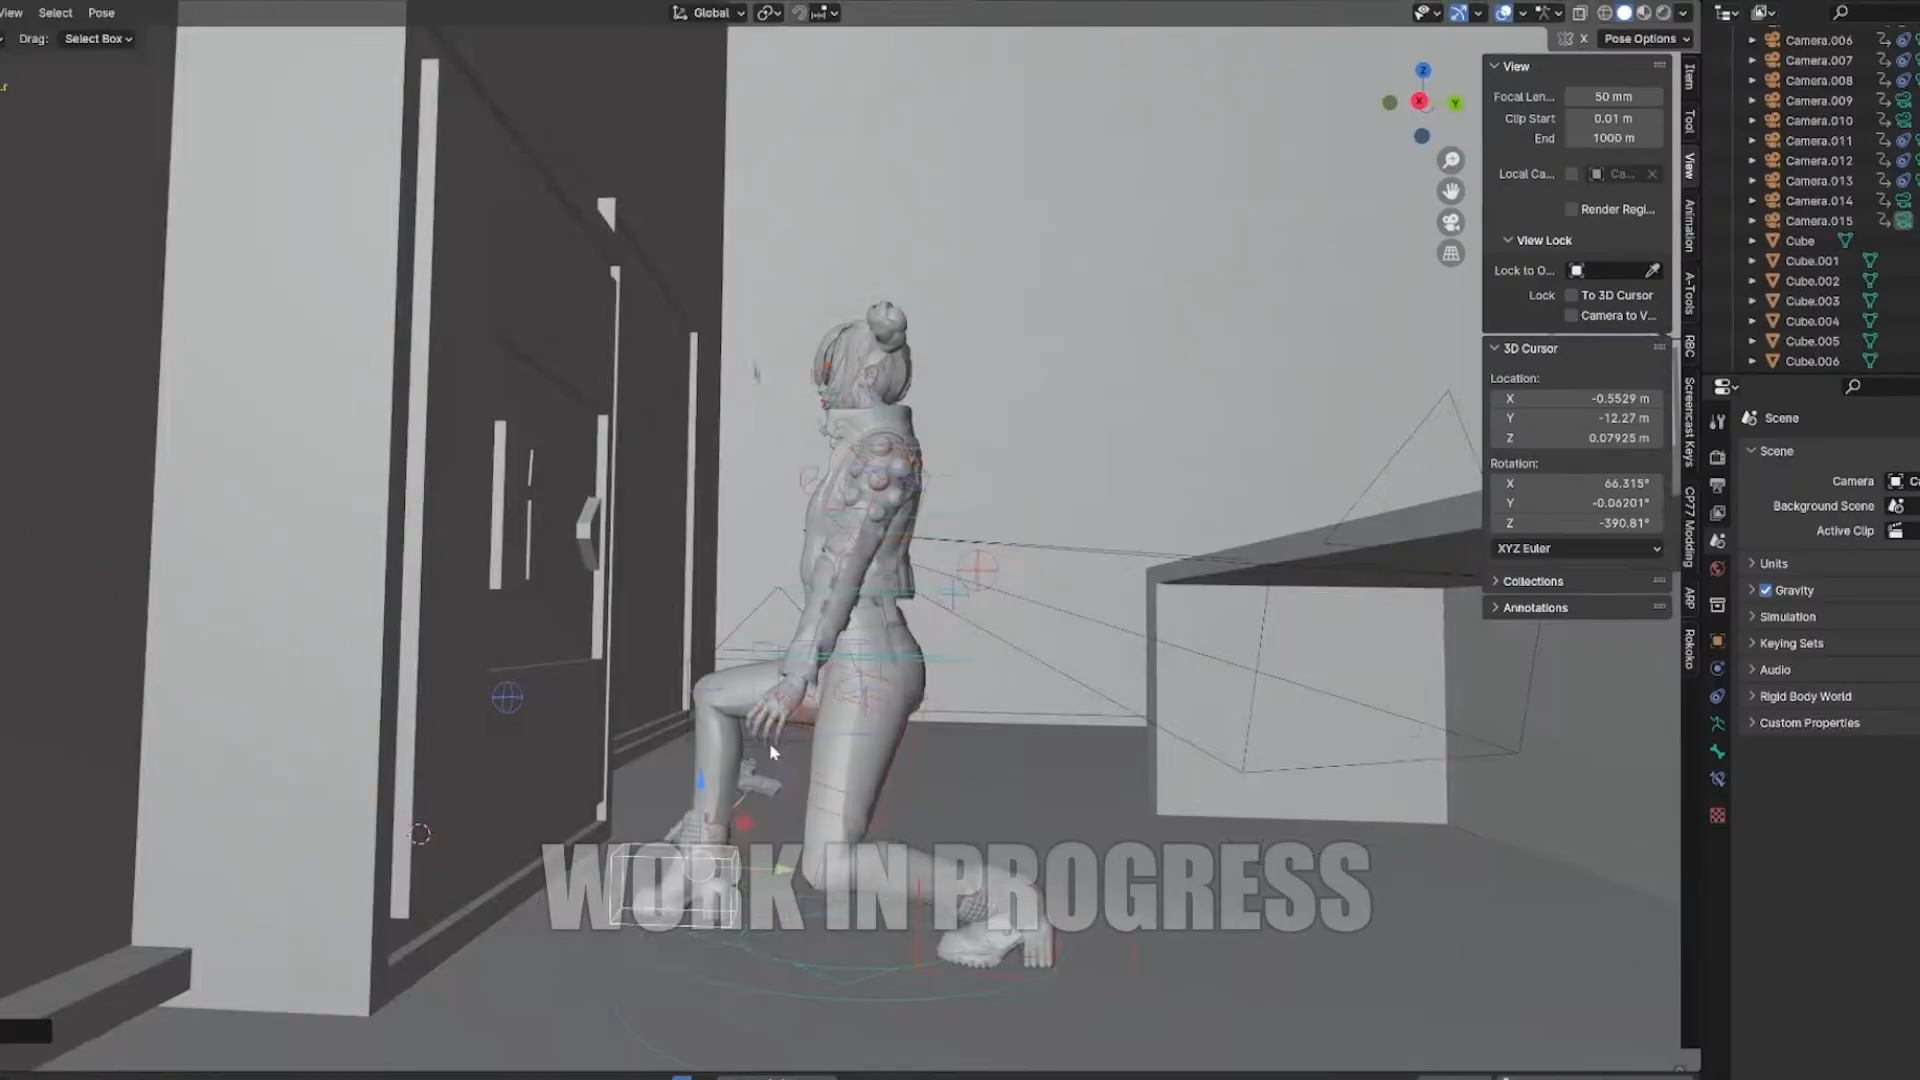 View Select Pose
Global
Drag: Select Box
X Pose Options
.r
View
Focal Len... 50 mm
Clip Start 0.01 m
End 1000 m
Local Ca... Ca...
Render Regi...
View Lock
Lock to O...
Lock To 3D Cursor
Camera to V...
3D Cursor
Location:
X -0.5529 m
Y -12.27 m
Z 0.07925 m
Rotation:
X 66.315°
Y -0.06201°
Z -390.81°
XYZ Euler
Collections
Annotations
Z
X
Y
Item
Tool
View
Animation
A-Tools
RBC
Screencast Keys
CP77 Modding
ARP
Rokoko
Camera.006
Camera.007
Camera.008
Camera.009
Camera.010
Camera.011
Camera.012
Camera.013
Camera.014
Camera.015
Cube
Cube.001
Cube.002
Cube.003
Cube.004
Cube.005
Cube.006
Scene
Scene
Camera
Background Scene
Active Clip
Units
Gravity
Simulation
Keying Sets
Audio
Rigid Body World
Custom Properties
WORK IN PROGRESS